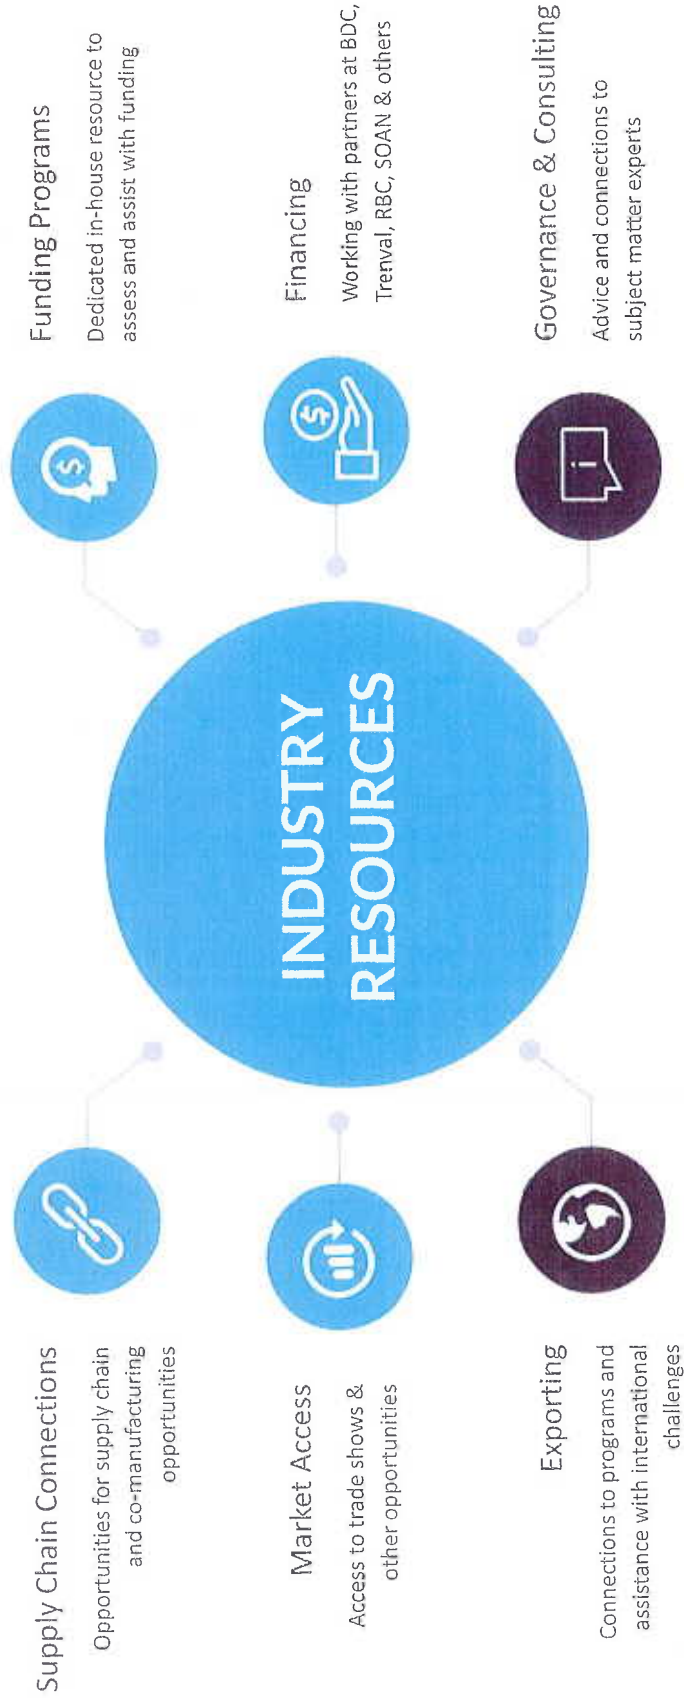 Supply Chain Connections
Opportunities for supply chain
and co-manufacturing
opportunities
Market Access
Access to trade shows &
other opportunities
Exporting
Connections to programs and
assistance with international
challenges
INDUSTRY
RESOURCES
Funding Programs
Dedicated in-house resource to
assess and assist with funding
Financing
Working with partners at BDC,
Trenval, RBC, SOAN & others
Governance & Consulting
Advice and connections to
subject matter experts